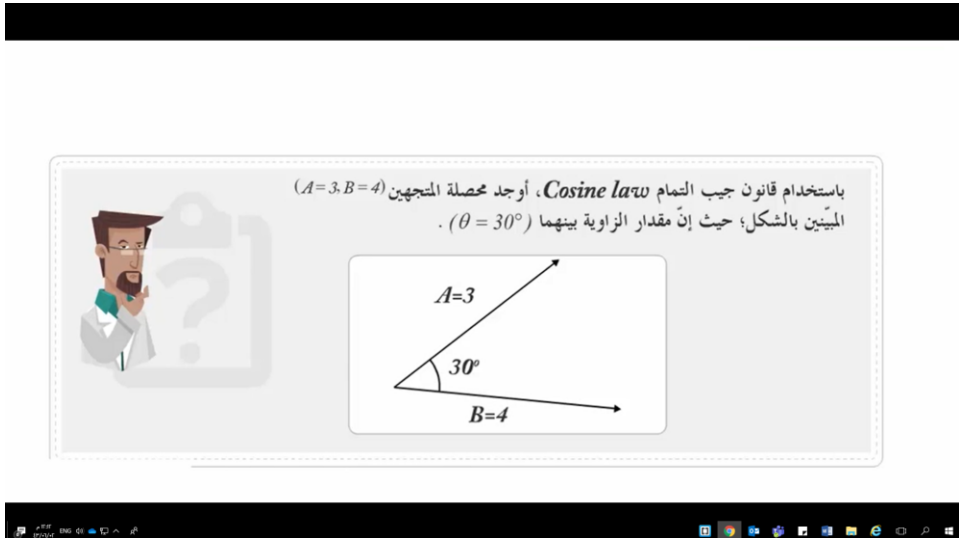 باستخدام قانون جيب التمام Cosine law، أوجد محصلة المتجهين (A = 3, B = 4)
المبيّنين بالشكل؛ حيث إنّ مقدار الزاوية بينهما (θ = 30°) .
A=3
30°
B=4
ENG